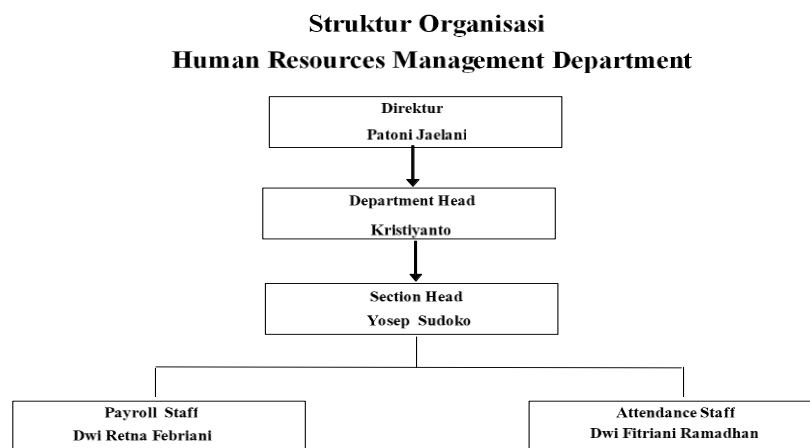 Struktur Organisasi
Human Resources Management Department
Direktur
Patoni Jaelani
Department Head
Kristiyanto
Section Head
Yosep Sudoko
Payroll Staff
Dwi Retna Febriani
Attendance Staff
Dwi Fitriani Ramadhan